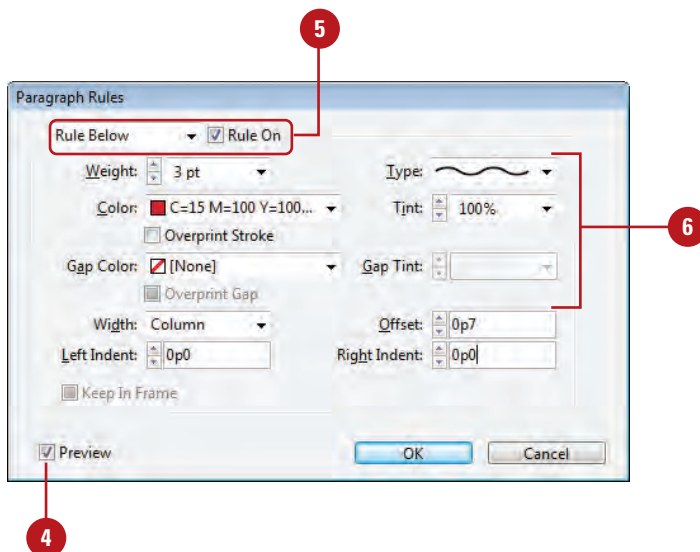 5
Paragraph Rules
Rule Below Rule On
Weight: 3 pt Type:
Color: C=15 M=100 Y=100... Tint: 100%
Overprint Stroke
6
Gap Color: [None] Gap Tint:
Overprint Gap
Width: Column Offset: 0p7
Left Indent: 0p0 Right Indent: 0p0
Keep In Frame
Preview OK Cancel
4